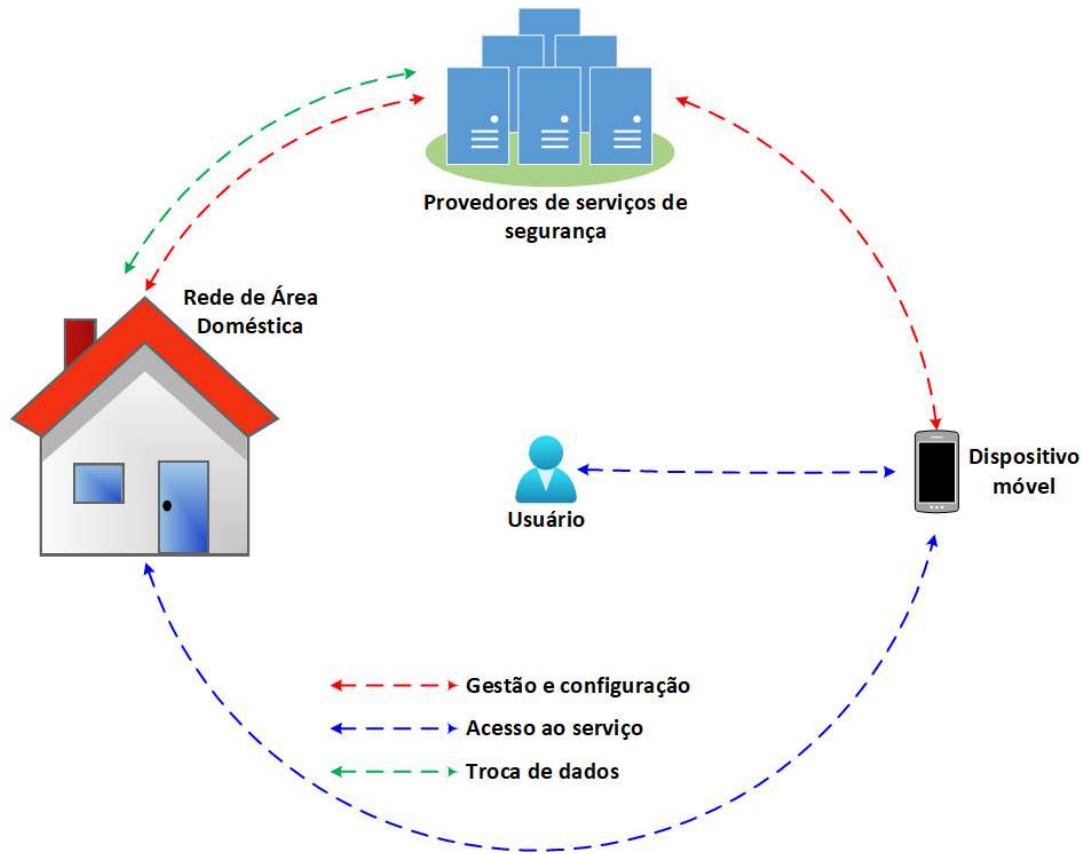 Provedores de serviços de
segurança
Rede de Área
Doméstica
Dispositivo
móvel
Usuário
Gestão e configuração
Acesso ao serviço
Troca de dados